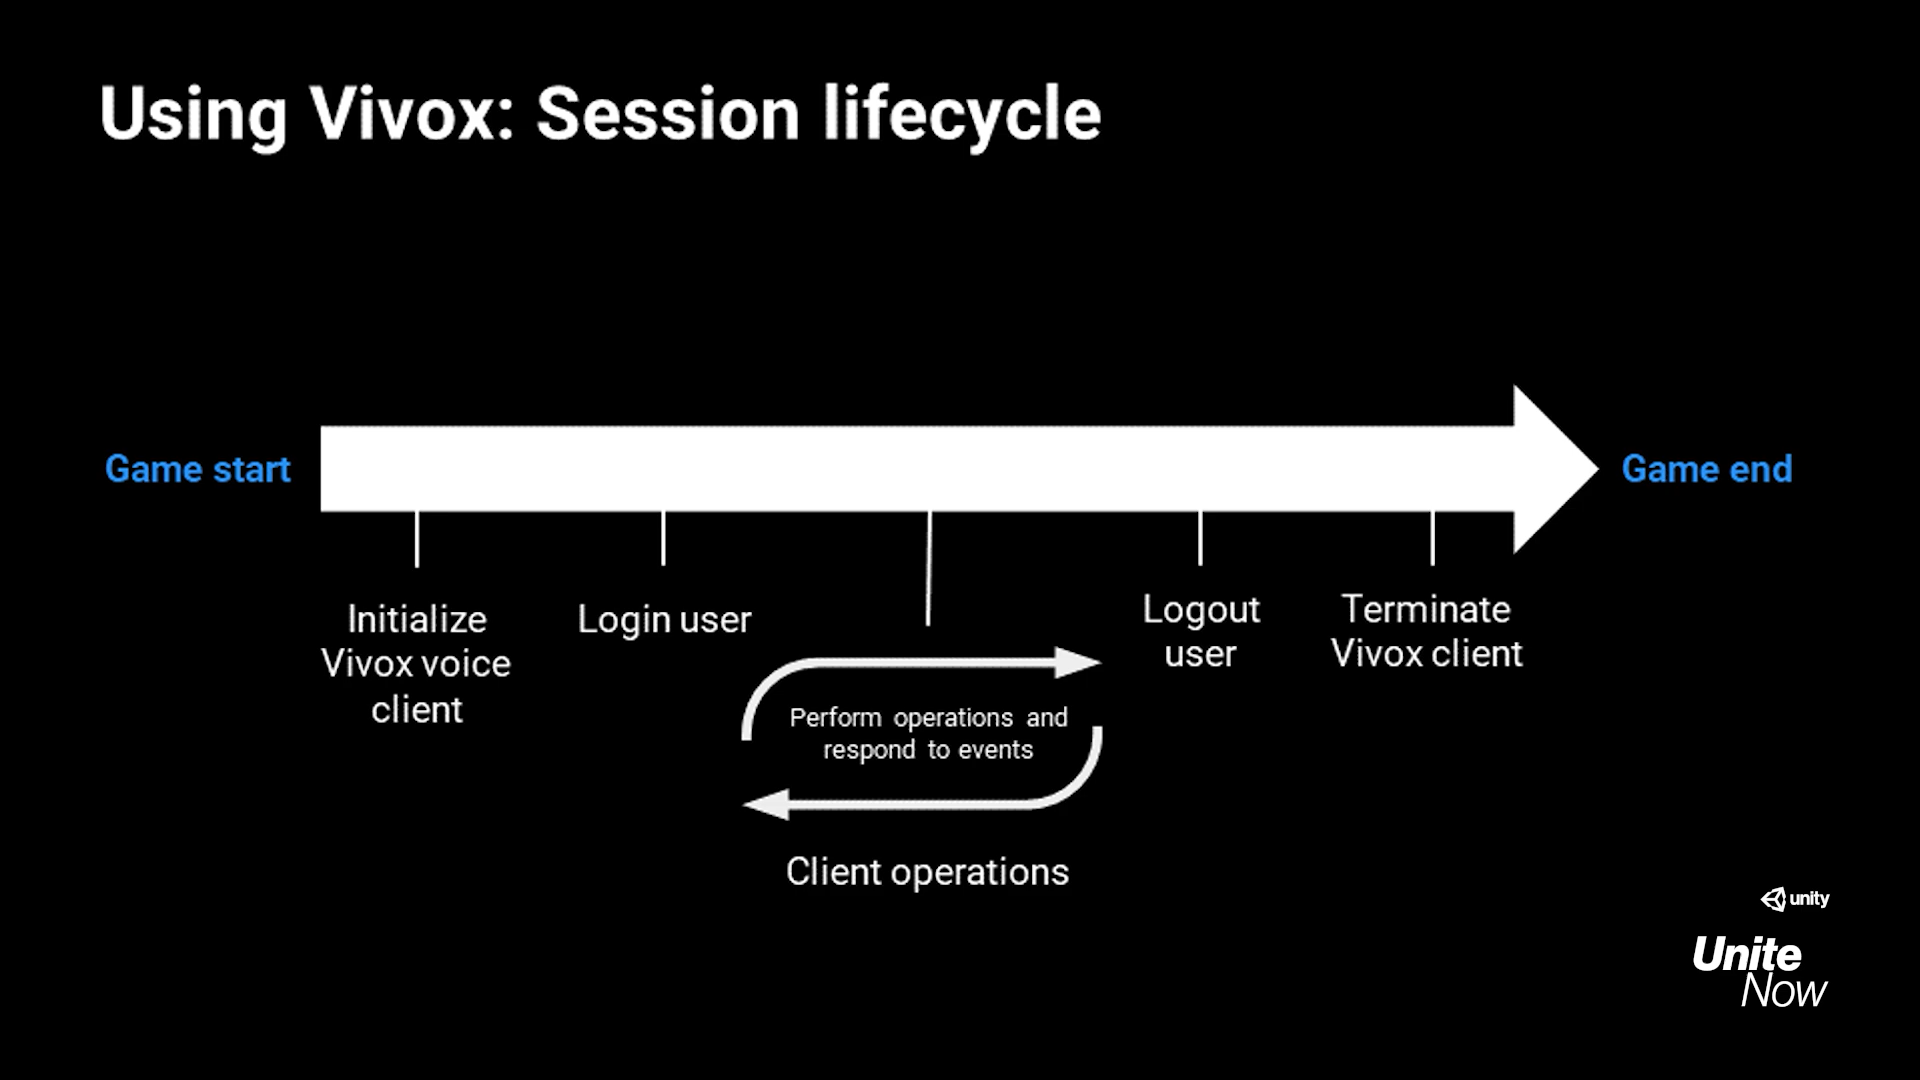 Using Vivox: Session lifecycle
Game start
Game end
Initialize
Vivox voice
client
Login user
Perform operations and
respond to events
Client operations
Logout
user
Terminate
Vivox client
unity
Unite
Now